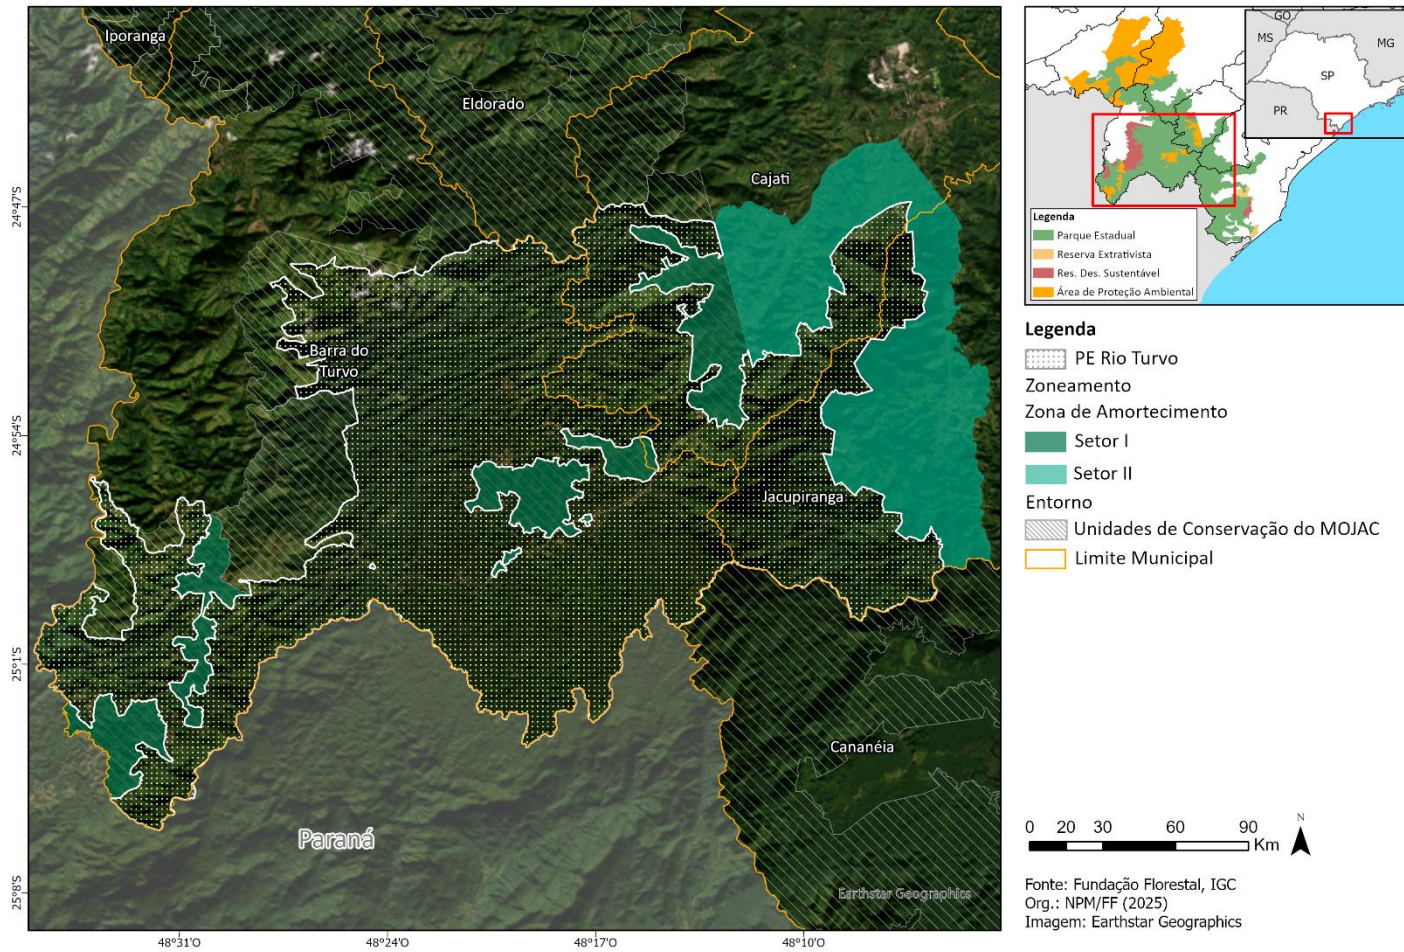 Iporanga
Eldorado
Cajati
Barra do
Turvo
Jacupiranga
Cananéia
Paraná
Earthstar Geographics
24°47'S
24°54'S
25°1'S
25°8'S
48°31'O
48°24'O
48°17'O
48°10'O
GO
MS
MG
SP
PR
Legenda
Parque Estadual
Reserva Extrativista
Res. Des. Sustentável
Área de Proteção Ambiental
Legenda
PE Rio Turvo
Zoneamento
Zona de Amortecimento
Setor I
Setor II
Entorno
Unidades de Conservação do MOJAC
Limite Municipal
0 20 30 60 90
Km
N
Fonte: Fundação Florestal, IGC
Org.: NPM/FF (2025)
Imagem: Earthstar Geographics